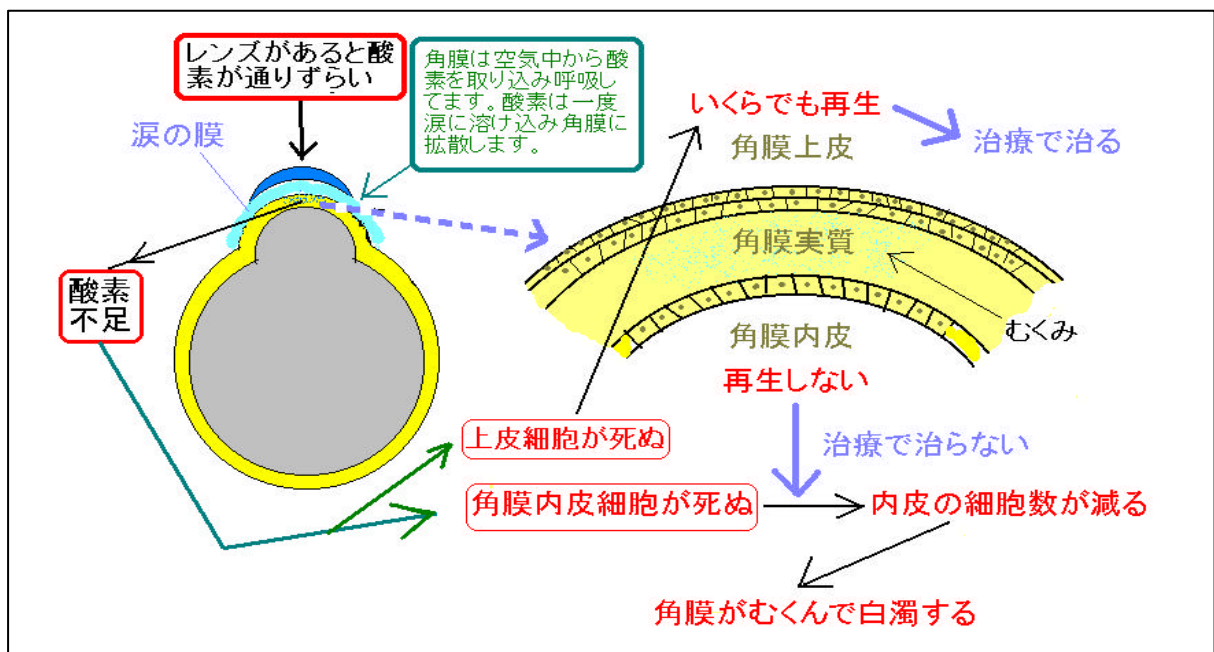 レンズがあると酸
素が通りずらい
角膜は空気中から酸
素を取り込み呼吸し
てます。酸素は一度
涙に溶け込み角膜に
拡散します。
涙の膜
いくらでも再生
治療で治る
角膜上皮
角膜実質
酸素
不足
むくみ
角膜内皮
再生しない
上皮細胞が死ぬ
治療で治らない
角膜内皮細胞が死ぬ
内皮の細胞数が減る
角膜がむくんで白濁する